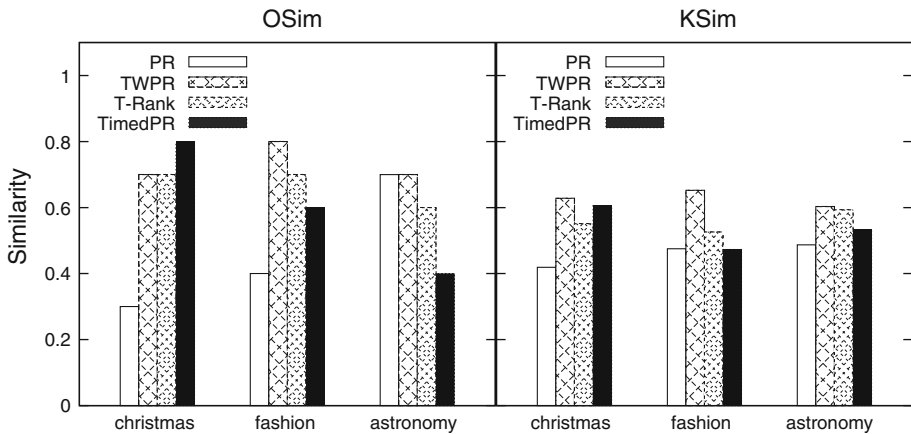 OSim
KSim
Similarity
1
0.8
0.6
0.4
0.2
0
PR
TWPR
T-Rank
TimedPR
PR
TWPR
T-Rank
TimedPR
christmas
fashion
astronomy
christmas
fashion
astronomy